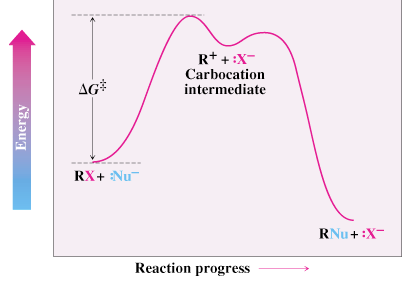 ΔG‡
R⁺ + :X⁻
Carbocation
intermediate
Energy
RX + :Nu⁻
RNu + :X⁻
Reaction progress